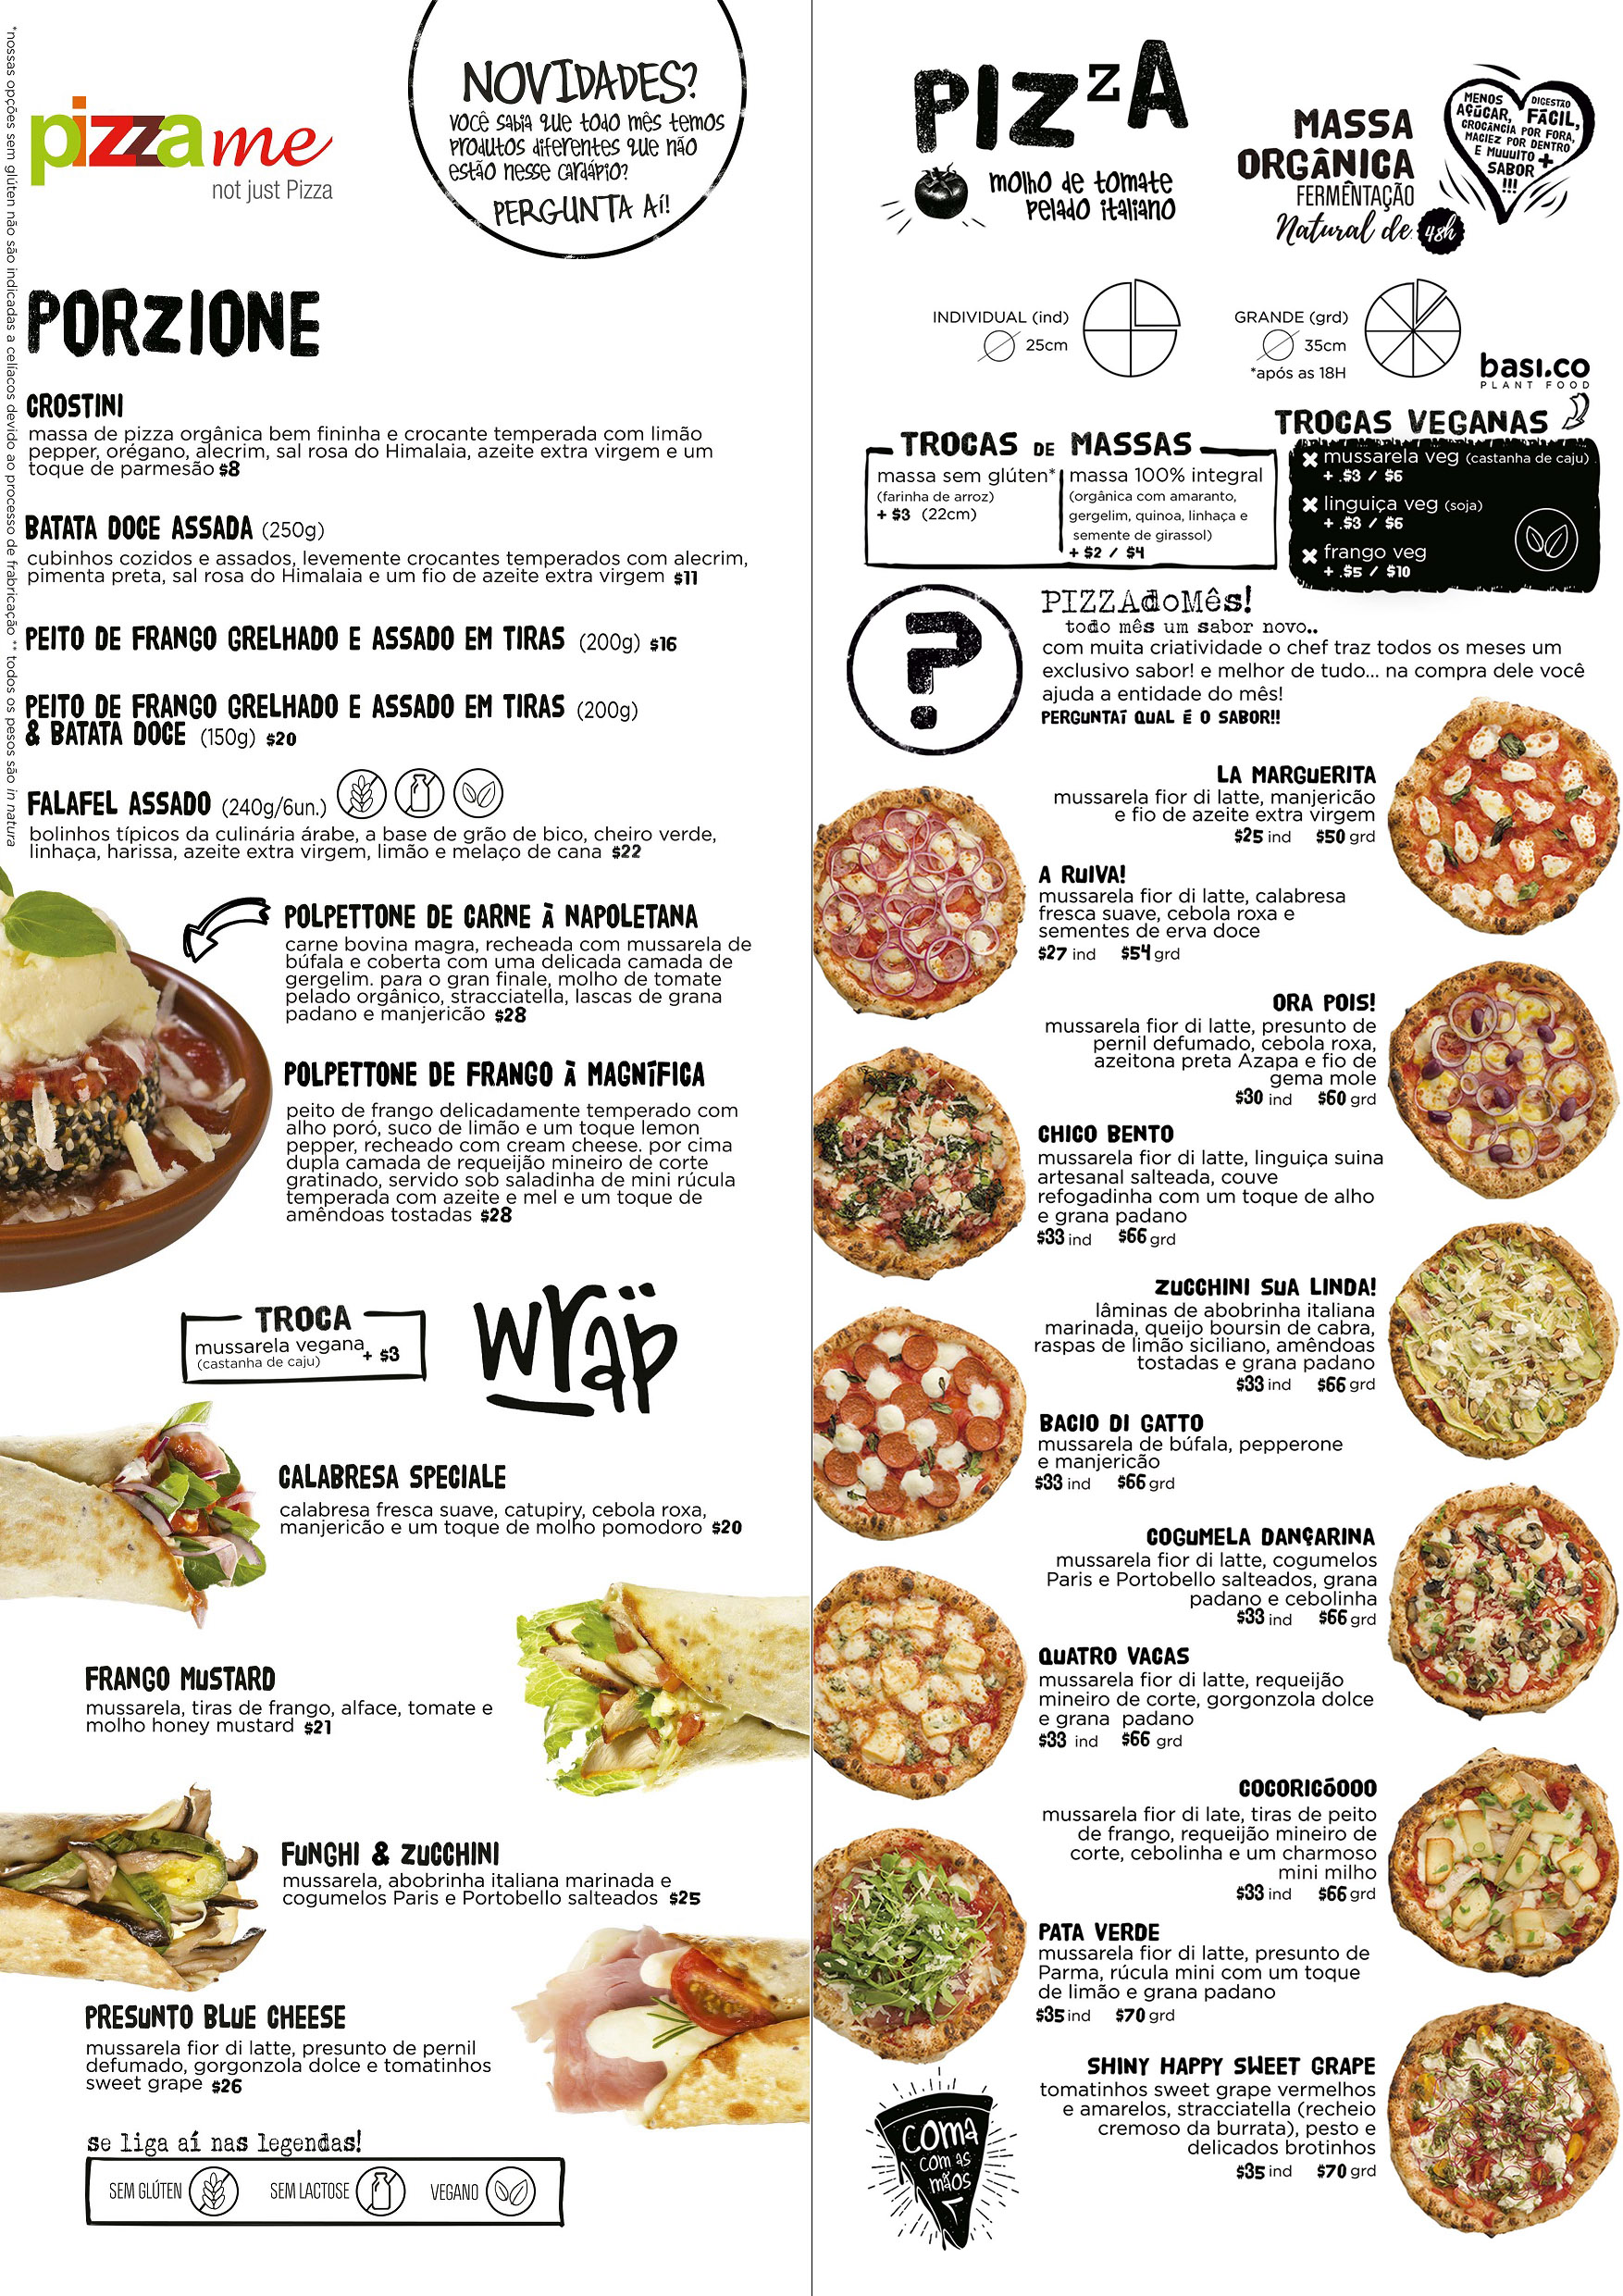 *nossas opções sem glúten não são indicadas a celíacos devido ao processo de frabricação ** todos os pesos são in natura
pizzame
not just Pizza
NOVIDADES?
você sabia que todo mês temos
produtos diferentes que não
estão nesse cardápio?
PERGUNTA AÍ!
PORZIONE
CROSTINI
massa de pizza orgânica bem fininha e crocante temperada com limão
pepper, orégano, alecrim, sal rosa do Himalaia, azeite extra virgem e um
toque de parmesão $8
BATATA DOCE ASSADA (250g)
cubinhos cozidos e assados, levemente crocantes temperados com alecrim,
pimenta preta, sal rosa do Himalaia e um fio de azeite extra virgem $11
PEITO DE FRANGO GRELHADO E ASSADO EM TIRAS (200g) $16
PEITO DE FRANGO GRELHADO E ASSADO EM TIRAS (200g)
& BATATA DOCE (150g) $20
FALAFEL ASSADO (240g/6un.)
bolinhos típicos da culinária árabe, a base de grão de bico, cheiro verde,
linhaça, harissa, azeite extra virgem, limão e melaço de cana $22
POLPETTONE DE CARNE À NAPOLETANA
carne bovina magra, recheada com mussarela de
búfala e coberta com uma delicada camada de
gergelim. para o gran finale, molho de tomate
pelado orgânico, stracciatella, lascas de grana
padano e manjericão $28
POLPETTONE DE FRANGO À MAGNÍFICA
peito de frango delicadamente temperado com
alho poró, suco de limão e um toque lemon
pepper, recheado com cream cheese. por cima
dupla camada de requeijão mineiro de corte
gratinado, servido sob saladinha de mini rúcula
temperada com azeite e mel e um toque de
amêndoas tostadas $28
TROCA
mussarela vegana + $3
(castanha de caju)
wräp
CALABRESA SPECIALE
calabresa fresca suave, catupiry, cebola roxa,
manjericão e um toque de molho pomodoro $20
FRANGO MUSTARD
mussarela, tiras de frango, alface, tomate e
molho honey mustard $21
FUNGHI & ZUCCHINI
mussarela, abobrinha italiana marinada e
cogumelos Paris e Portobello salteados $25
PRESUNTO BLUE CHEESE
mussarela fior di latte, presunto de pernil
defumado, gorgonzola dolce e tomatinhos
sweet grape $26
se liga aí nas legendas!
SEM GLÚTEN SEM LACTOSE VEGANO
PIZZA
molho de tomate
pelado italiano
MASSA
ORGÂNICA
FERMENTAÇÃO
Natural de 48h
MENOS AÇÚCAR, DIGESTÃO FÁCIL,
CROCÂNCIA POR FORA,
MACIEZ POR DENTRO
E MUUUITO +
SABOR
!!!
INDIVIDUAL (ind)
25cm
GRANDE (grd)
35cm
*após as 18H
basi.co
PLANT FOOD
TROCAS DE MASSAS
massa sem glúten*
(farinha de arroz)
+ $3 (22cm)
massa 100% integral
(orgânica com amaranto,
gergelim, quinoa, linhaça e
semente de girassol)
+ $2 / $4
TROCAS VEGANAS
mussarela veg (castanha de caju)
+ .$3 / $6
linguiça veg (soja)
+ .$3 / $6
frango veg
+ .$5 / $10
?
PIZZAdoMês!
todo mês um sabor novo..
com muita criatividade o chef traz todos os meses um
exclusivo sabor! e melhor de tudo... na compra dele você
ajuda a entidade do mês!
PERGUNTAÍ QUAL É O SABOR!!
LA MARGUERITA
mussarela fior di latte, manjericão
e fio de azeite extra virgem
$25 ind $50 grd
A RUIVA!
mussarela fior di latte, calabresa
fresca suave, cebola roxa e
sementes de erva doce
$27 ind $54 grd
ORA POIS!
mussarela fior di latte, presunto de
pernil defumado, cebola roxa,
azeitona preta Azapa e fio de
gema mole
$30 ind $60 grd
CHICO BENTO
mussarela fior di latte, linguiça suina
artesanal salteada, couve
refogadinha com um toque de alho
e grana padano
$33 ind $66 grd
ZUCCHINI SUA LINDA!
lâminas de abobrinha italiana
marinada, queijo boursin de cabra,
raspas de limão siciliano, amêndoas
tostadas e grana padano
$33 ind $66 grd
BACIO DI GATTO
mussarela de búfala, pepperone
e manjericão
$33 ind $66 grd
COGUMELA DANÇARINA
mussarela fior di latte, cogumelos
Paris e Portobello salteados, grana
padano e cebolinha
$33 ind $66 grd
QUATRO VACAS
mussarela fior di latte, requeijão
mineiro de corte, gorgonzola dolce
e grana padano
$33 ind $66 grd
COCORICÓOOO
mussarela fior di late, tiras de peito
de frango, requeijão mineiro de
corte, cebolinha e um charmoso
mini milho
$33 ind $66 grd
PATA VERDE
mussarela fior di latte, presunto de
Parma, rúcula mini com um toque
de limão e grana padano
$35 ind $70 grd
SHINY HAPPY SWEET GRAPE
tomatinhos sweet grape vermelhos
e amarelos, stracciatella (recheio
cremoso da burrata), pesto e
delicados brotinhos
$35 ind $70 grd
COMA
COM AS
MÃOS